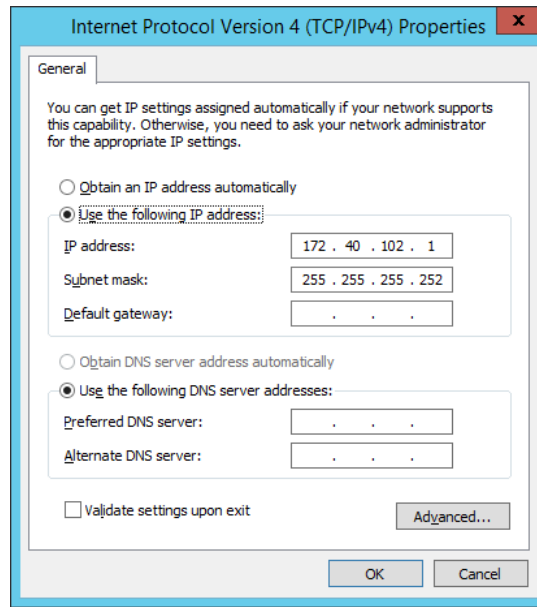 Internet Protocol Version 4 (TCP/IPv4) Properties x
General
You can get IP settings assigned automatically if your network supports
this capability. Otherwise, you need to ask your network administrator
for the appropriate IP settings.
Obtain an IP address automatically
Use the following IP address:
IP address: 172 . 40 . 102 . 1
Subnet mask: 255 . 255 . 255 . 252
Default gateway: . . .
Obtain DNS server address automatically
Use the following DNS server addresses:
Preferred DNS server: . . .
Alternate DNS server: . . .
Validate settings upon exit Advanced...
OK Cancel